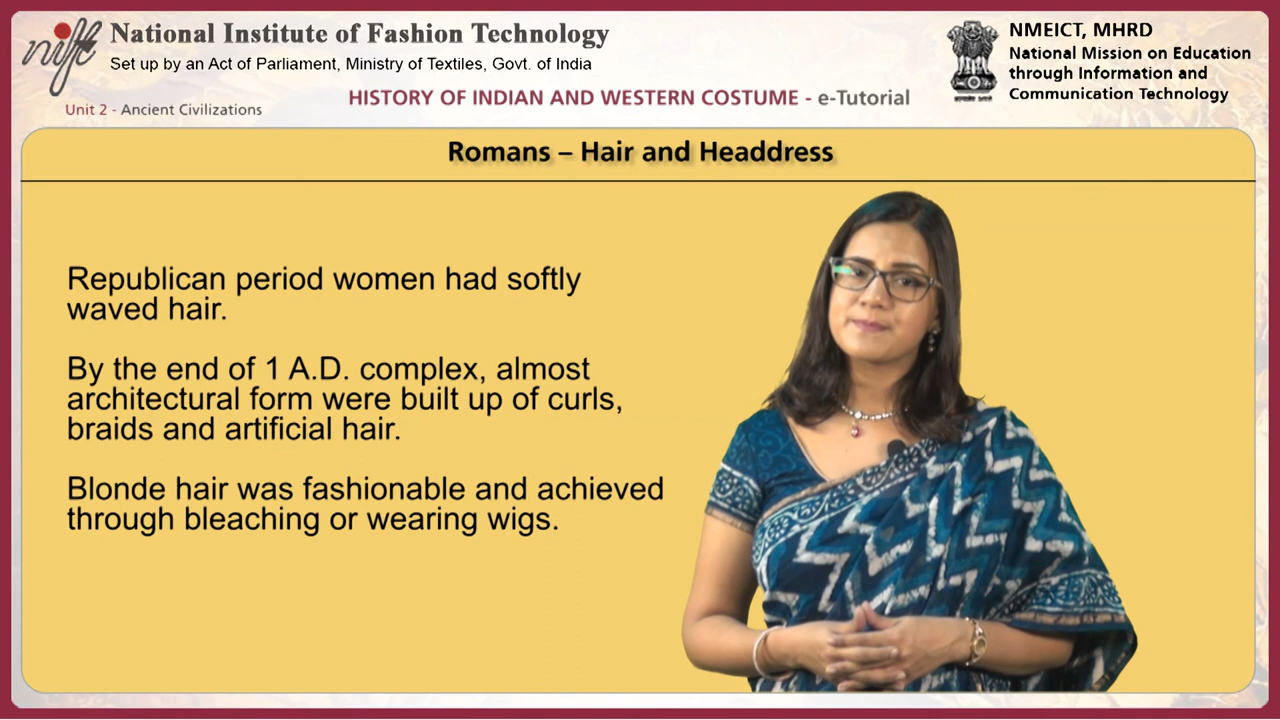 nift
National Institute of Fashion Technology
Set up by an Act of Parliament, Ministry of Textiles, Govt. of India
NMEICT, MHRD
National Mission on Education
through Information and
Communication Technology
Unit 2 - Ancient Civilizations
HISTORY OF INDIAN AND WESTERN COSTUME - e-Tutorial
Romans – Hair and Headdress
Republican period women had softly
waved hair.
By the end of 1 A.D. complex, almost
architectural form were built up of curls,
braids and artificial hair.
Blonde hair was fashionable and achieved
through bleaching or wearing wigs.